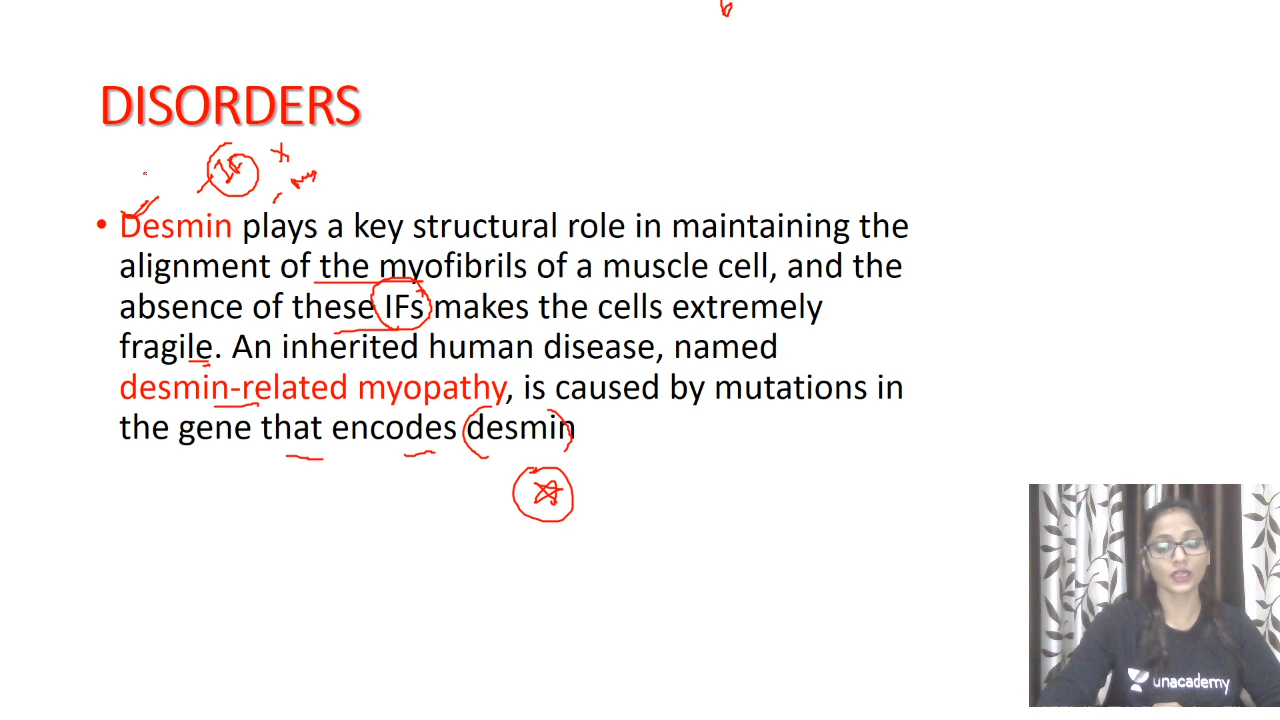 6
DISORDERS
IF
• Desmin plays a key structural role in maintaining the
alignment of the myofibrils of a muscle cell, and the
absence of these IFs makes the cells extremely
fragile. An inherited human disease, named
desmin-related myopathy, is caused by mutations in
the gene that encodes desmin
unacademy